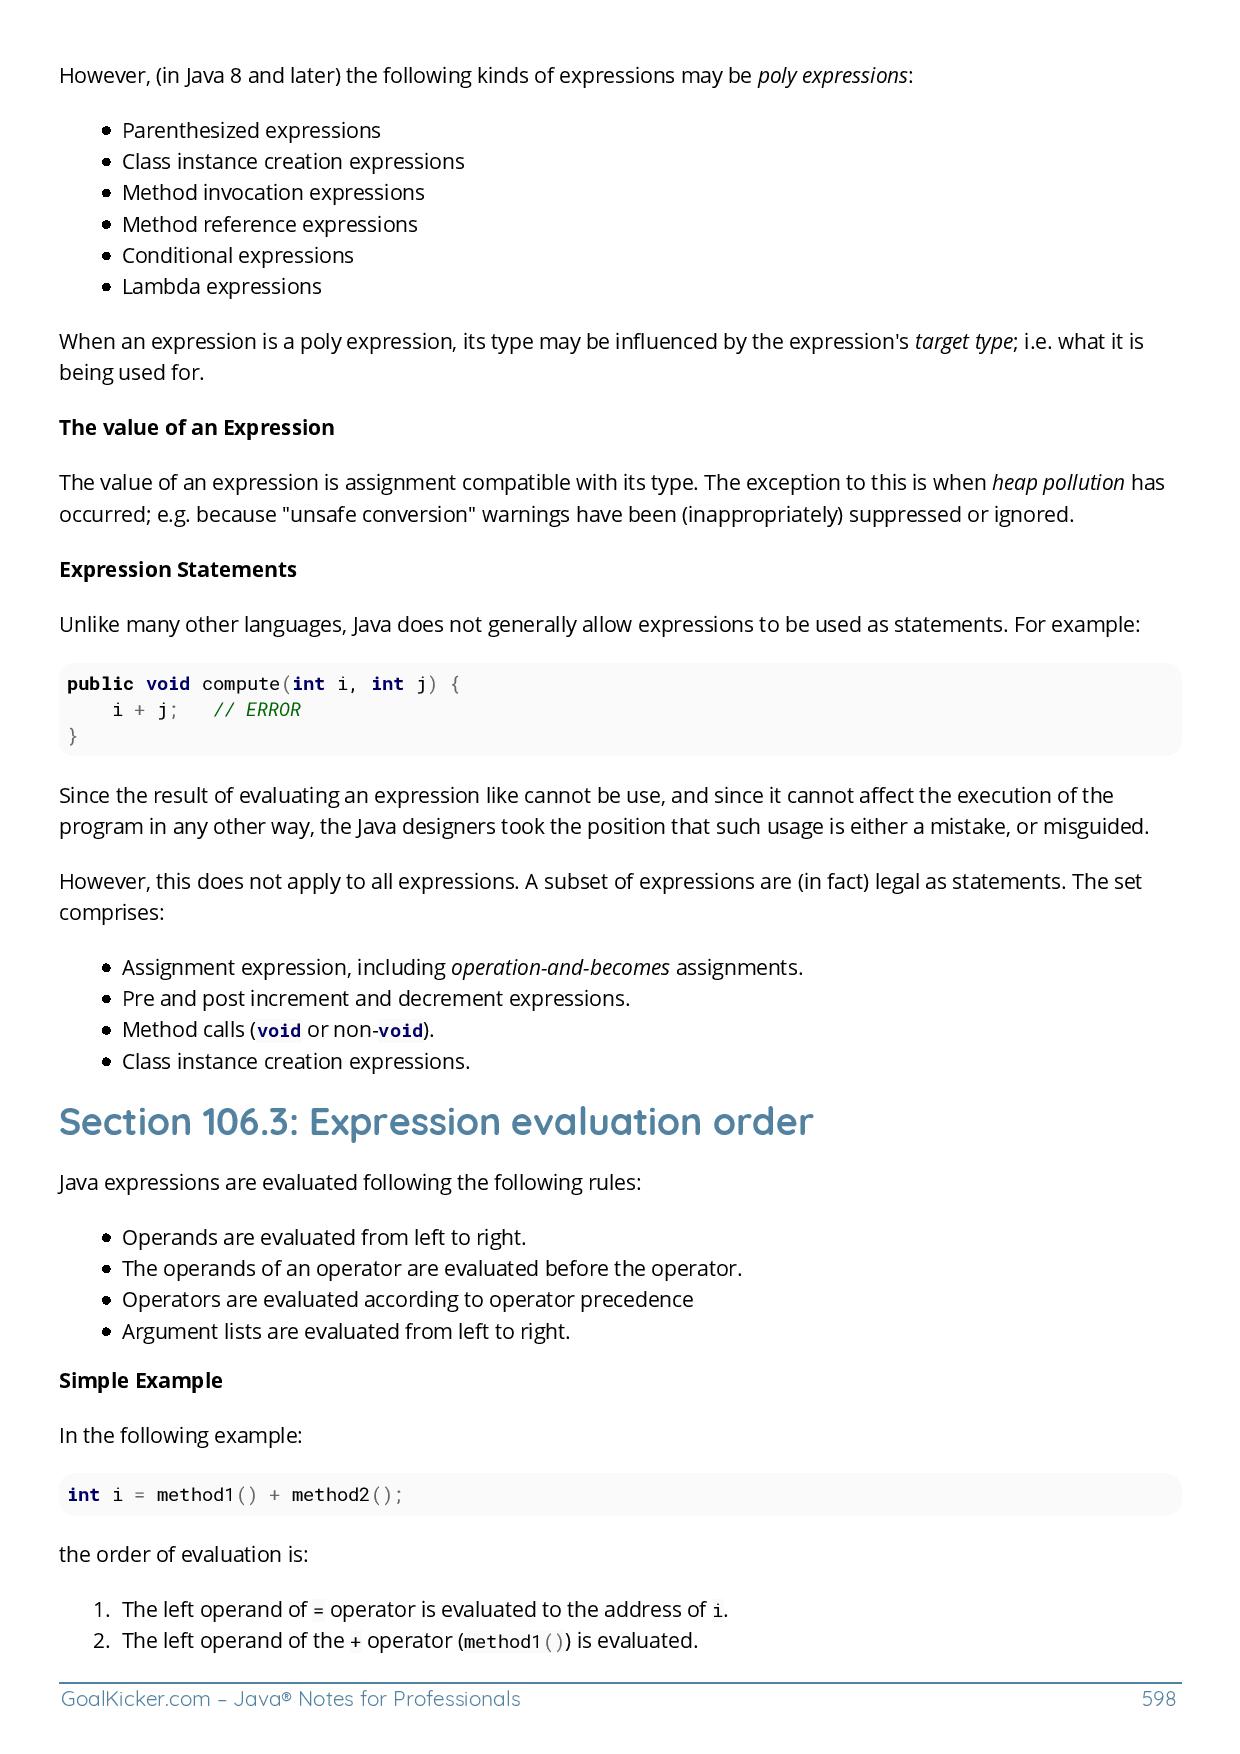 However, (in Java 8 and later) the following kinds of expressions may be poly expressions:
● Parenthesized expressions
● Class instance creation expressions
● Method invocation expressions
● Method reference expressions
● Conditional expressions
● Lambda expressions
When an expression is a poly expression, its type may be influenced by the expression's target type; i.e. what it is
being used for.
The value of an Expression
The value of an expression is assignment compatible with its type. The exception to this is when heap pollution has
occurred; e.g. because "unsafe conversion" warnings have been (inappropriately) suppressed or ignored.
Expression Statements
Unlike many other languages, Java does not generally allow expressions to be used as statements. For example:
public void compute(int i, int j) {
    i + j;   // ERROR
}
Since the result of evaluating an expression like cannot be use, and since it cannot affect the execution of the
program in any other way, the Java designers took the position that such usage is either a mistake, or misguided.
However, this does not apply to all expressions. A subset of expressions are (in fact) legal as statements. The set
comprises:
● Assignment expression, including operation-and-becomes assignments.
● Pre and post increment and decrement expressions.
● Method calls (void or non-void).
● Class instance creation expressions.
Section 106.3: Expression evaluation order
Java expressions are evaluated following the following rules:
● Operands are evaluated from left to right.
● The operands of an operator are evaluated before the operator.
● Operators are evaluated according to operator precedence
● Argument lists are evaluated from left to right.
Simple Example
In the following example:
int i = method1() + method2();
the order of evaluation is:
1. The left operand of = operator is evaluated to the address of i.
2. The left operand of the + operator (method1()) is evaluated.
GoalKicker.com – Java® Notes for Professionals 598